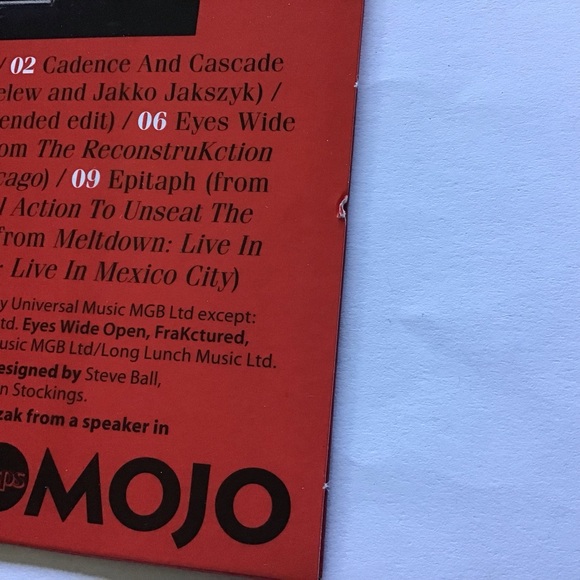 / 02 Cadence And Cascade
elew and Jakko Jakszyk) /
ended edit) / 06 Eyes Wide
om The ReconstruKction
cago) / 09 Epitaph (from
l Action To Unseat The
from Meltdown: Live In
: Live In Mexico City)
y Universal Music MGB Ltd except:
td. Eyes Wide Open, FraKctured,
usic MGB Ltd/Long Lunch Music Ltd.
esigned by Steve Ball,
n Stockings.
zak from a speaker in
ps
MOJO